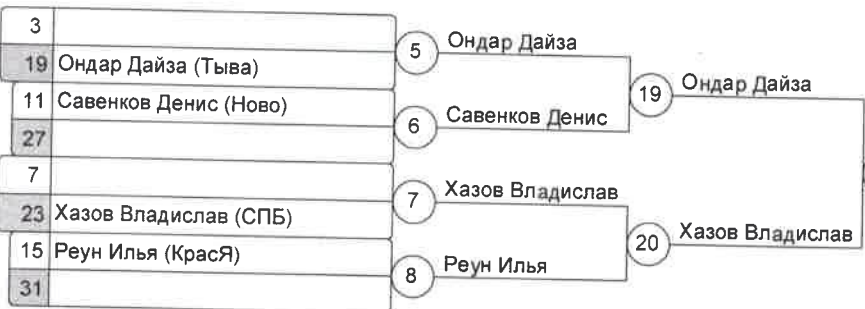 3
19 Ондар Дайза (Тыва)
5 Ондар Дайза
11 Савенков Денис (Ново)
27
6 Савенков Денис
19 Ондар Дайза
7
23 Хазов Владислав (СПБ)
7 Хазов Владислав
15 Реун Илья (КрасЯ)
31
8 Реун Илья
20 Хазов Владислав